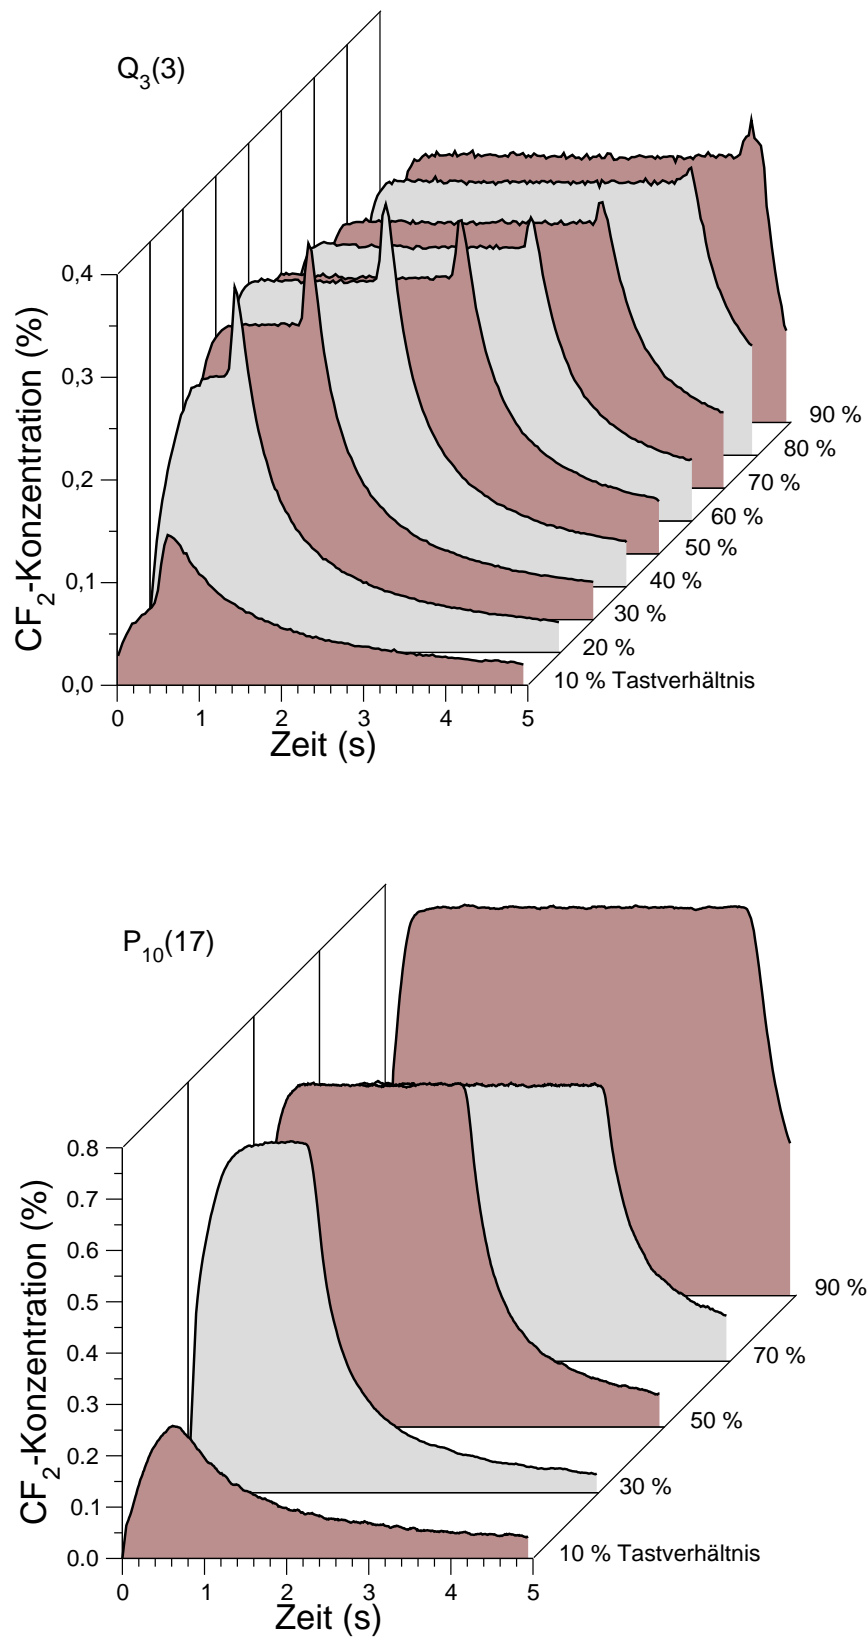 Q3(3)
CF2-Konzentration (%)
0,4
0,3
0,2
0,1
0,0
0 1 2 3 4 5
Zeit (s)
90 %
80 %
70 %
60 %
50 %
40 %
30 %
20 %
10 % Tastverhältnis
P10(17)
CF2-Konzentration (%)
0.8
0.7
0.6
0.5
0.4
0.3
0.2
0.1
0.0
0 1 2 3 4 5
Zeit (s)
90 %
70 %
50 %
30 %
10 % Tastverhältnis